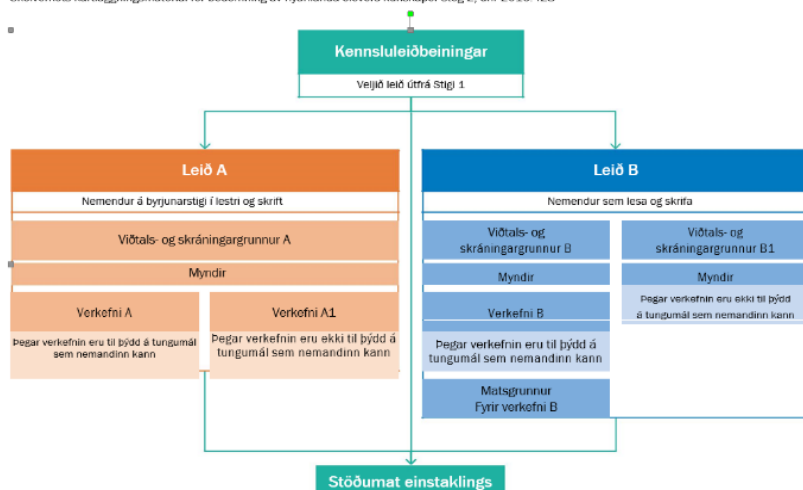 Kennsluleiðbeiningar
Veljið leið útfrá Stigi 1
Leið A
Nemendur á byrjunarstigi í lestri og skrift
Viðtals- og skráningargrunnur A
Myndir
Verkefni A
Þegar verkefnin eru til þýdd á tungumál
sem nemandinn kann
Verkefni A1
Þegar verkefnin eru ekki til þýdd á
tungumál sem nemandinn kann
Leið B
Nemendur sem lesa og skrifa
Viðtals- og
skráningargrunnur B
Myndir
Verkefni B
Þegar verkefnin eru ekki til þýdd á
tungumál sem nemandinn kann
Matsgrunnur
Fyrir verkefni B
Viðtals- og
skráningargrunnur B1
Myndir
Þegar verkefnin eru ekki til þýdd
á tungumál sem nemandinn kann
Stöðumat einstaklings